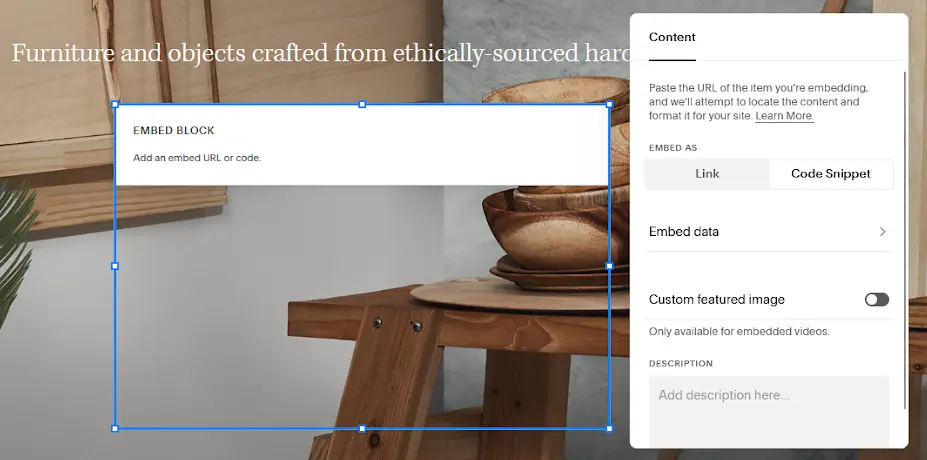 Furniture and objects crafted from ethically-sourced
EMBED BLOCK
Add an embed URL or code.
Content
Paste the URL of the item you're embedding,
and we'll attempt to locate the content and
format it for your site. Learn More.
EMBED AS
Link
Code Snippet
Embed data
Custom featured image
Only available for embedded videos.
DESCRIPTION
Add description here...